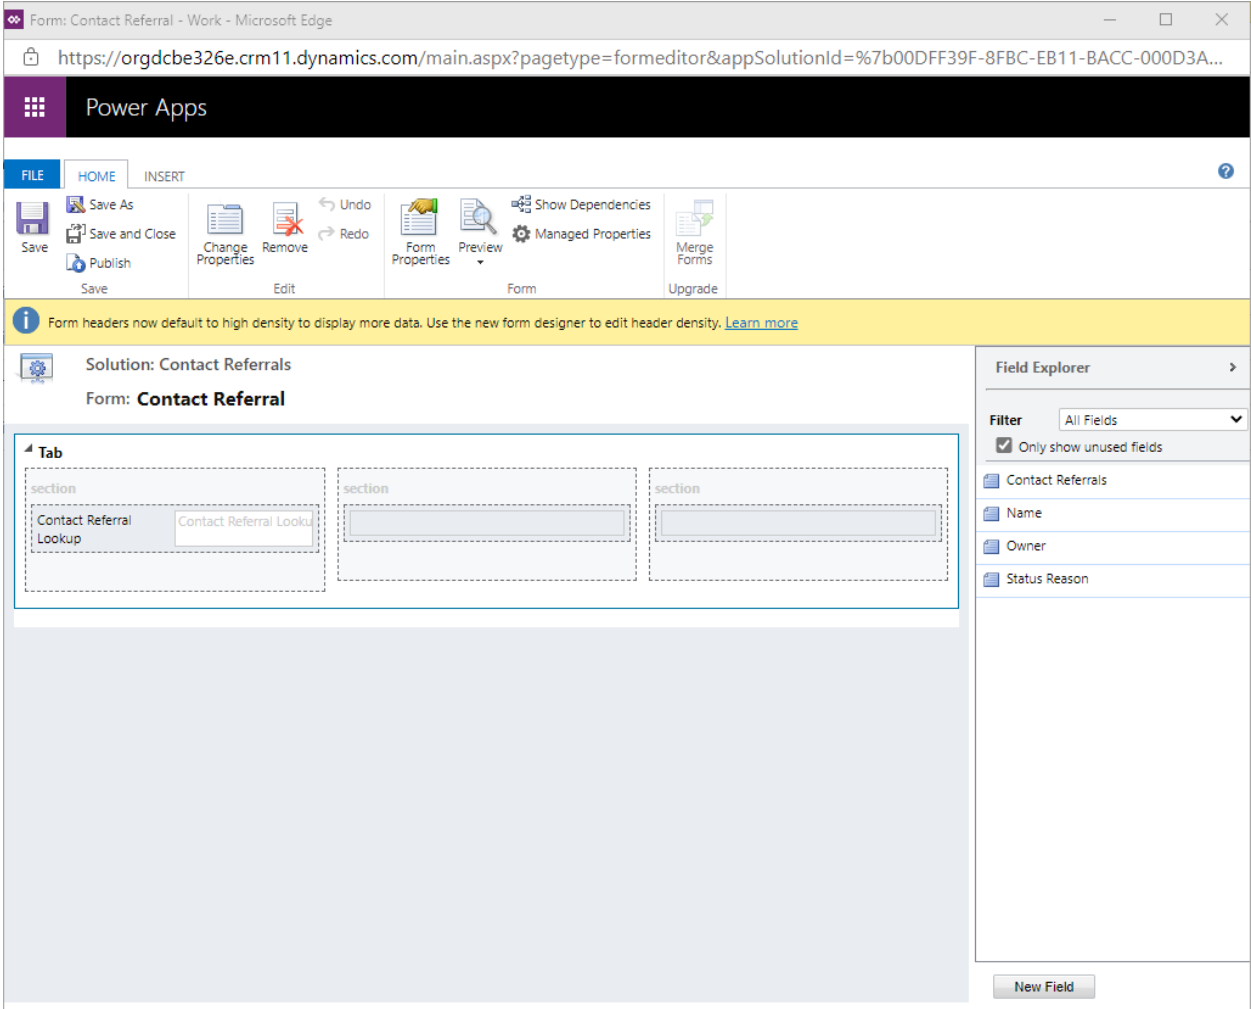 Form: Contact Referral - Work - Microsoft Edge
https://orgdcbe326e.crm11.dynamics.com/main.aspx?pagetype=formeditor&appSolutionId=%7b00DFF39F-8FBC-EB11-BACC-000D3A...
Power Apps
FILE HOME INSERT
Save
Save As
Save and Close
Publish
Save
Change
Properties
Remove
Undo
Redo
Edit
Form
Properties
Preview
Show Dependencies
Managed Properties
Form
Merge
Forms
Upgrade
Form headers now default to high density to display more data. Use the new form designer to edit header density. Learn more
Solution: Contact Referrals
Form: Contact Referral
Tab
section
Contact Referral
Lookup
Contact Referral Looku
section
section
Field Explorer
Filter All Fields
Only show unused fields
Contact Referrals
Name
Owner
Status Reason
New Field